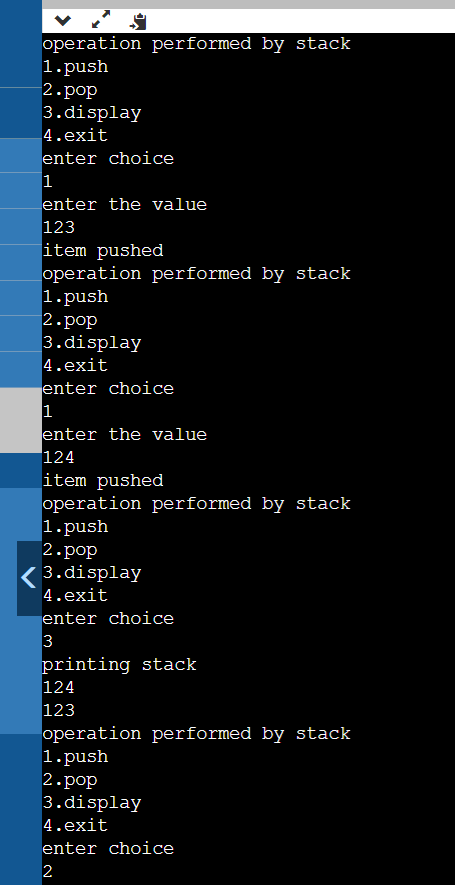 operation performed by stack
1.push
2.pop
3.display
4.exit
enter choice
1
enter the value
123
item pushed
operation performed by stack
1.push
2.pop
3.display
4.exit
enter choice
1
enter the value
124
item pushed
operation performed by stack
1.push
2.pop
3.display
4.exit
enter choice
3
printing stack
124
123
operation performed by stack
1.push
2.pop
3.display
4.exit
enter choice
2